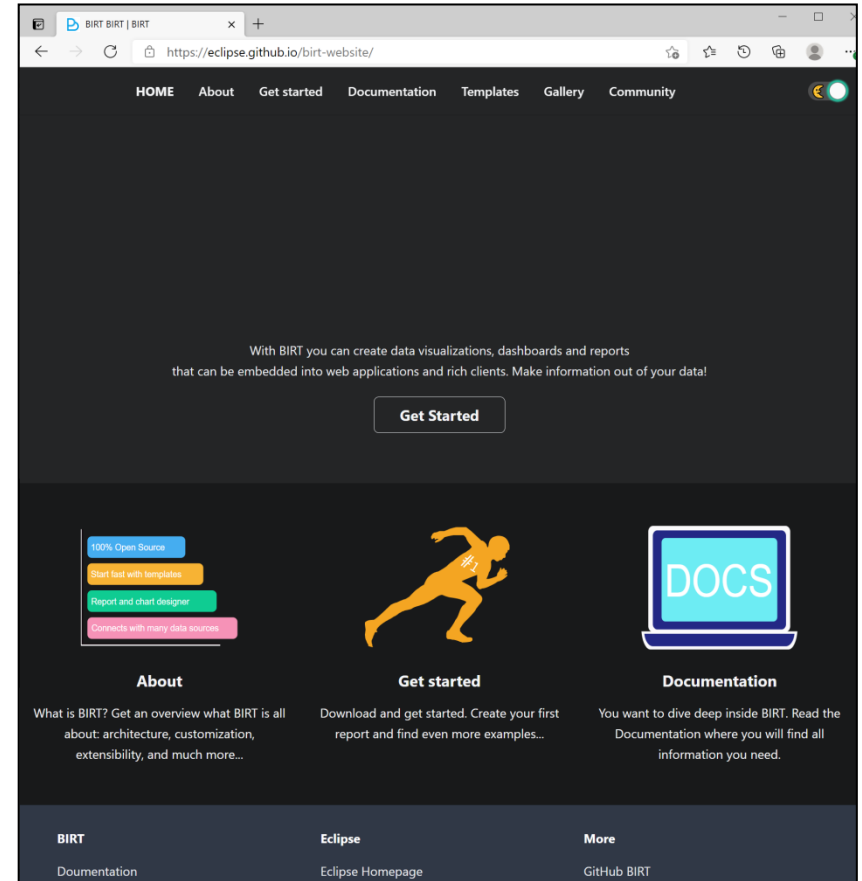 BIRT BIRT | BIRT
https://eclipse.github.io/birt-website/
HOME About Get started Documentation Templates Gallery Community
With BIRT you can create data visualizations, dashboards and reports
that can be embedded into web applications and rich clients. Make information out of your data!
Get Started
100% Open Source
Start fast with templates
Report and chart designer
Connects with many data sources
#1
DOCS
About
What is BIRT? Get an overview what BIRT is all
about: architecture, customization,
extensibility, and much more...
Get started
Download and get started. Create your first
report and find even more examples...
Documentation
You want to dive deep inside BIRT. Read the
Documentation where you will find all
information you need.
BIRT Eclipse More
Doumentation Eclipse Homepage GitHub BIRT